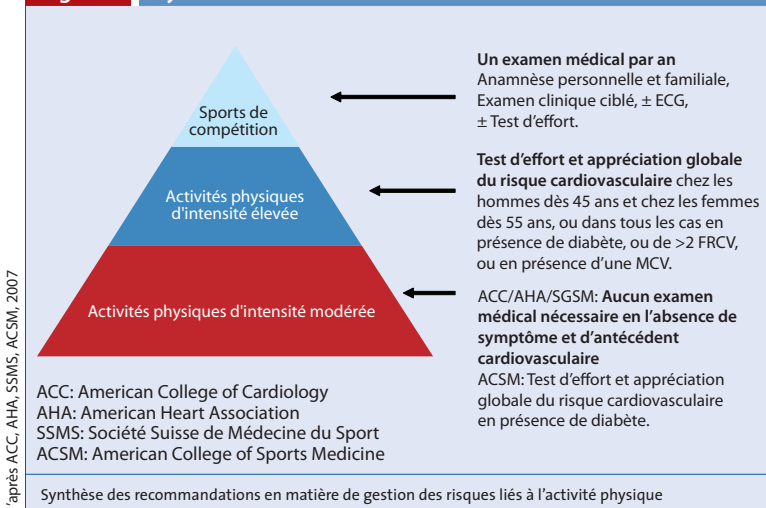 Sports de
compétition
Un examen médical par an
Anamnèse personnelle et familiale,
Examen clinique ciblé, ± ECG,
± Test d'effort.
Activités physiques
d'intensité élevée
Test d'effort et appréciation globale
du risque cardiovasculaire chez les
hommes dès 45 ans et chez les femmes
dès 55 ans, ou dans tous les cas en
présence de diabète, ou de >2 FRCV,
ou en présence d'une MCV.
Activités physiques d'intensité modérée
ACC/AHA/SGSM: Aucun examen
médical nécessaire en l'absence de
symptôme et d'antécédent
cardiovasculaire
ACSM: Test d'effort et appréciation
globale du risque cardiovasculaire
en présence de diabète.
ACC: American College of Cardiology
AHA: American Heart Association
SSMS: Société Suisse de Médecine du Sport
ACSM: American College of Sports Medicine
'après ACC, AHA, SSMS, ACSM, 2007
Synthèse des recommandations en matière de gestion des risques liés à l'activité physique